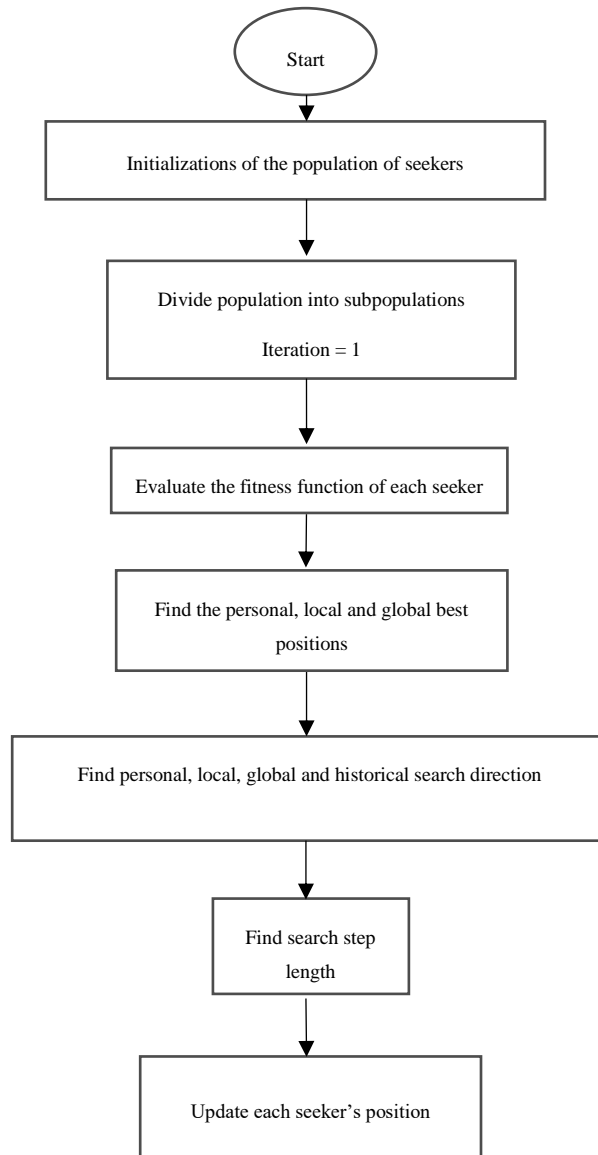 Start
Initializations of the population of seekers
Divide population into subpopulations
Iteration = 1
Evaluate the fitness function of each seeker
Find the personal, local and global best
positions
Find personal, local, global and historical search direction
Find search step
length
Update each seeker’s position